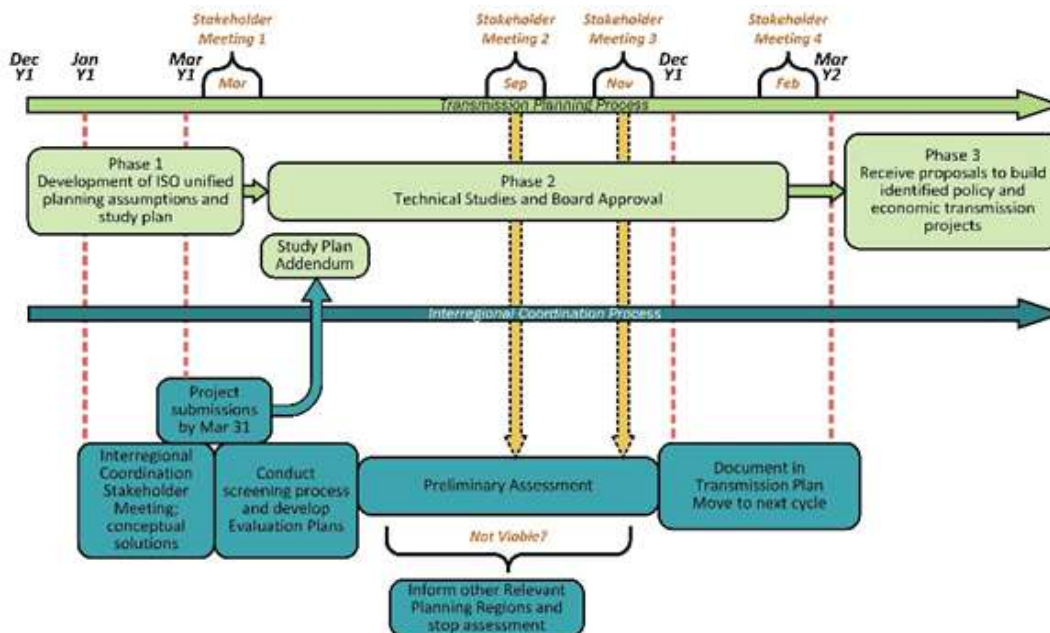 Stakeholder
Meeting 1
Stakeholder
Meeting 2
Stakeholder
Meeting 3
Stakeholder
Meeting 4
Dec
Y1
Jan
Y1
Mar
Y1
Mar
Sep
Nov
Dec
Y1
Feb
Mar
Y2
Transmission Planning Process
Phase 1
Development of ISO unified
planning assumptions and
study plan
Phase 2
Technical Studies and Board Approval
Phase 3
Receive proposals to build
identified policy and
economic transmission
projects
Study Plan
Addendum
Interregional Coordination Process
Project
submissions
by Mar 31
Interregional
Coordination
Stakeholder
Meeting;
conceptual
solutions
Conduct
screening process
and develop
Evaluation Plans
Preliminary Assessment
Document in
Transmission Plan
Move to next cycle
Not Viable?
Inform other Relevant
Planning Regions and
stop assessment